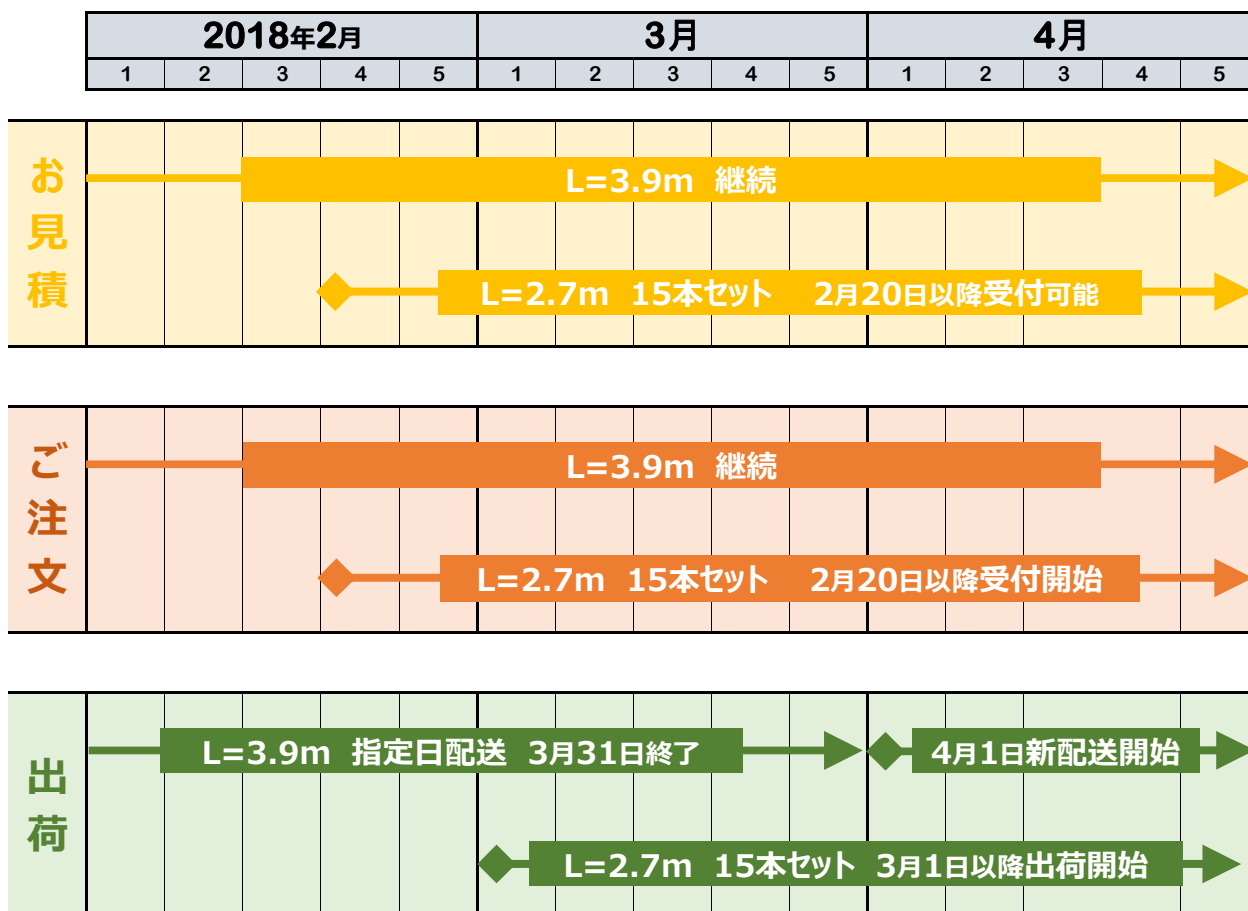 2018年2月 3月 4月
1 2 3 4 5 1 2 3 4 5 1 2 3 4 5
お見積
L=3.9m 継続
L=2.7m 15本セット 2月20日以降受付可能
ご注文
L=3.9m 継続
L=2.7m 15本セット 2月20日以降受付開始
出荷
L=3.9m 指定日配送 3月31日終了
4月1日新配送開始
L=2.7m 15本セット 3月1日以降出荷開始